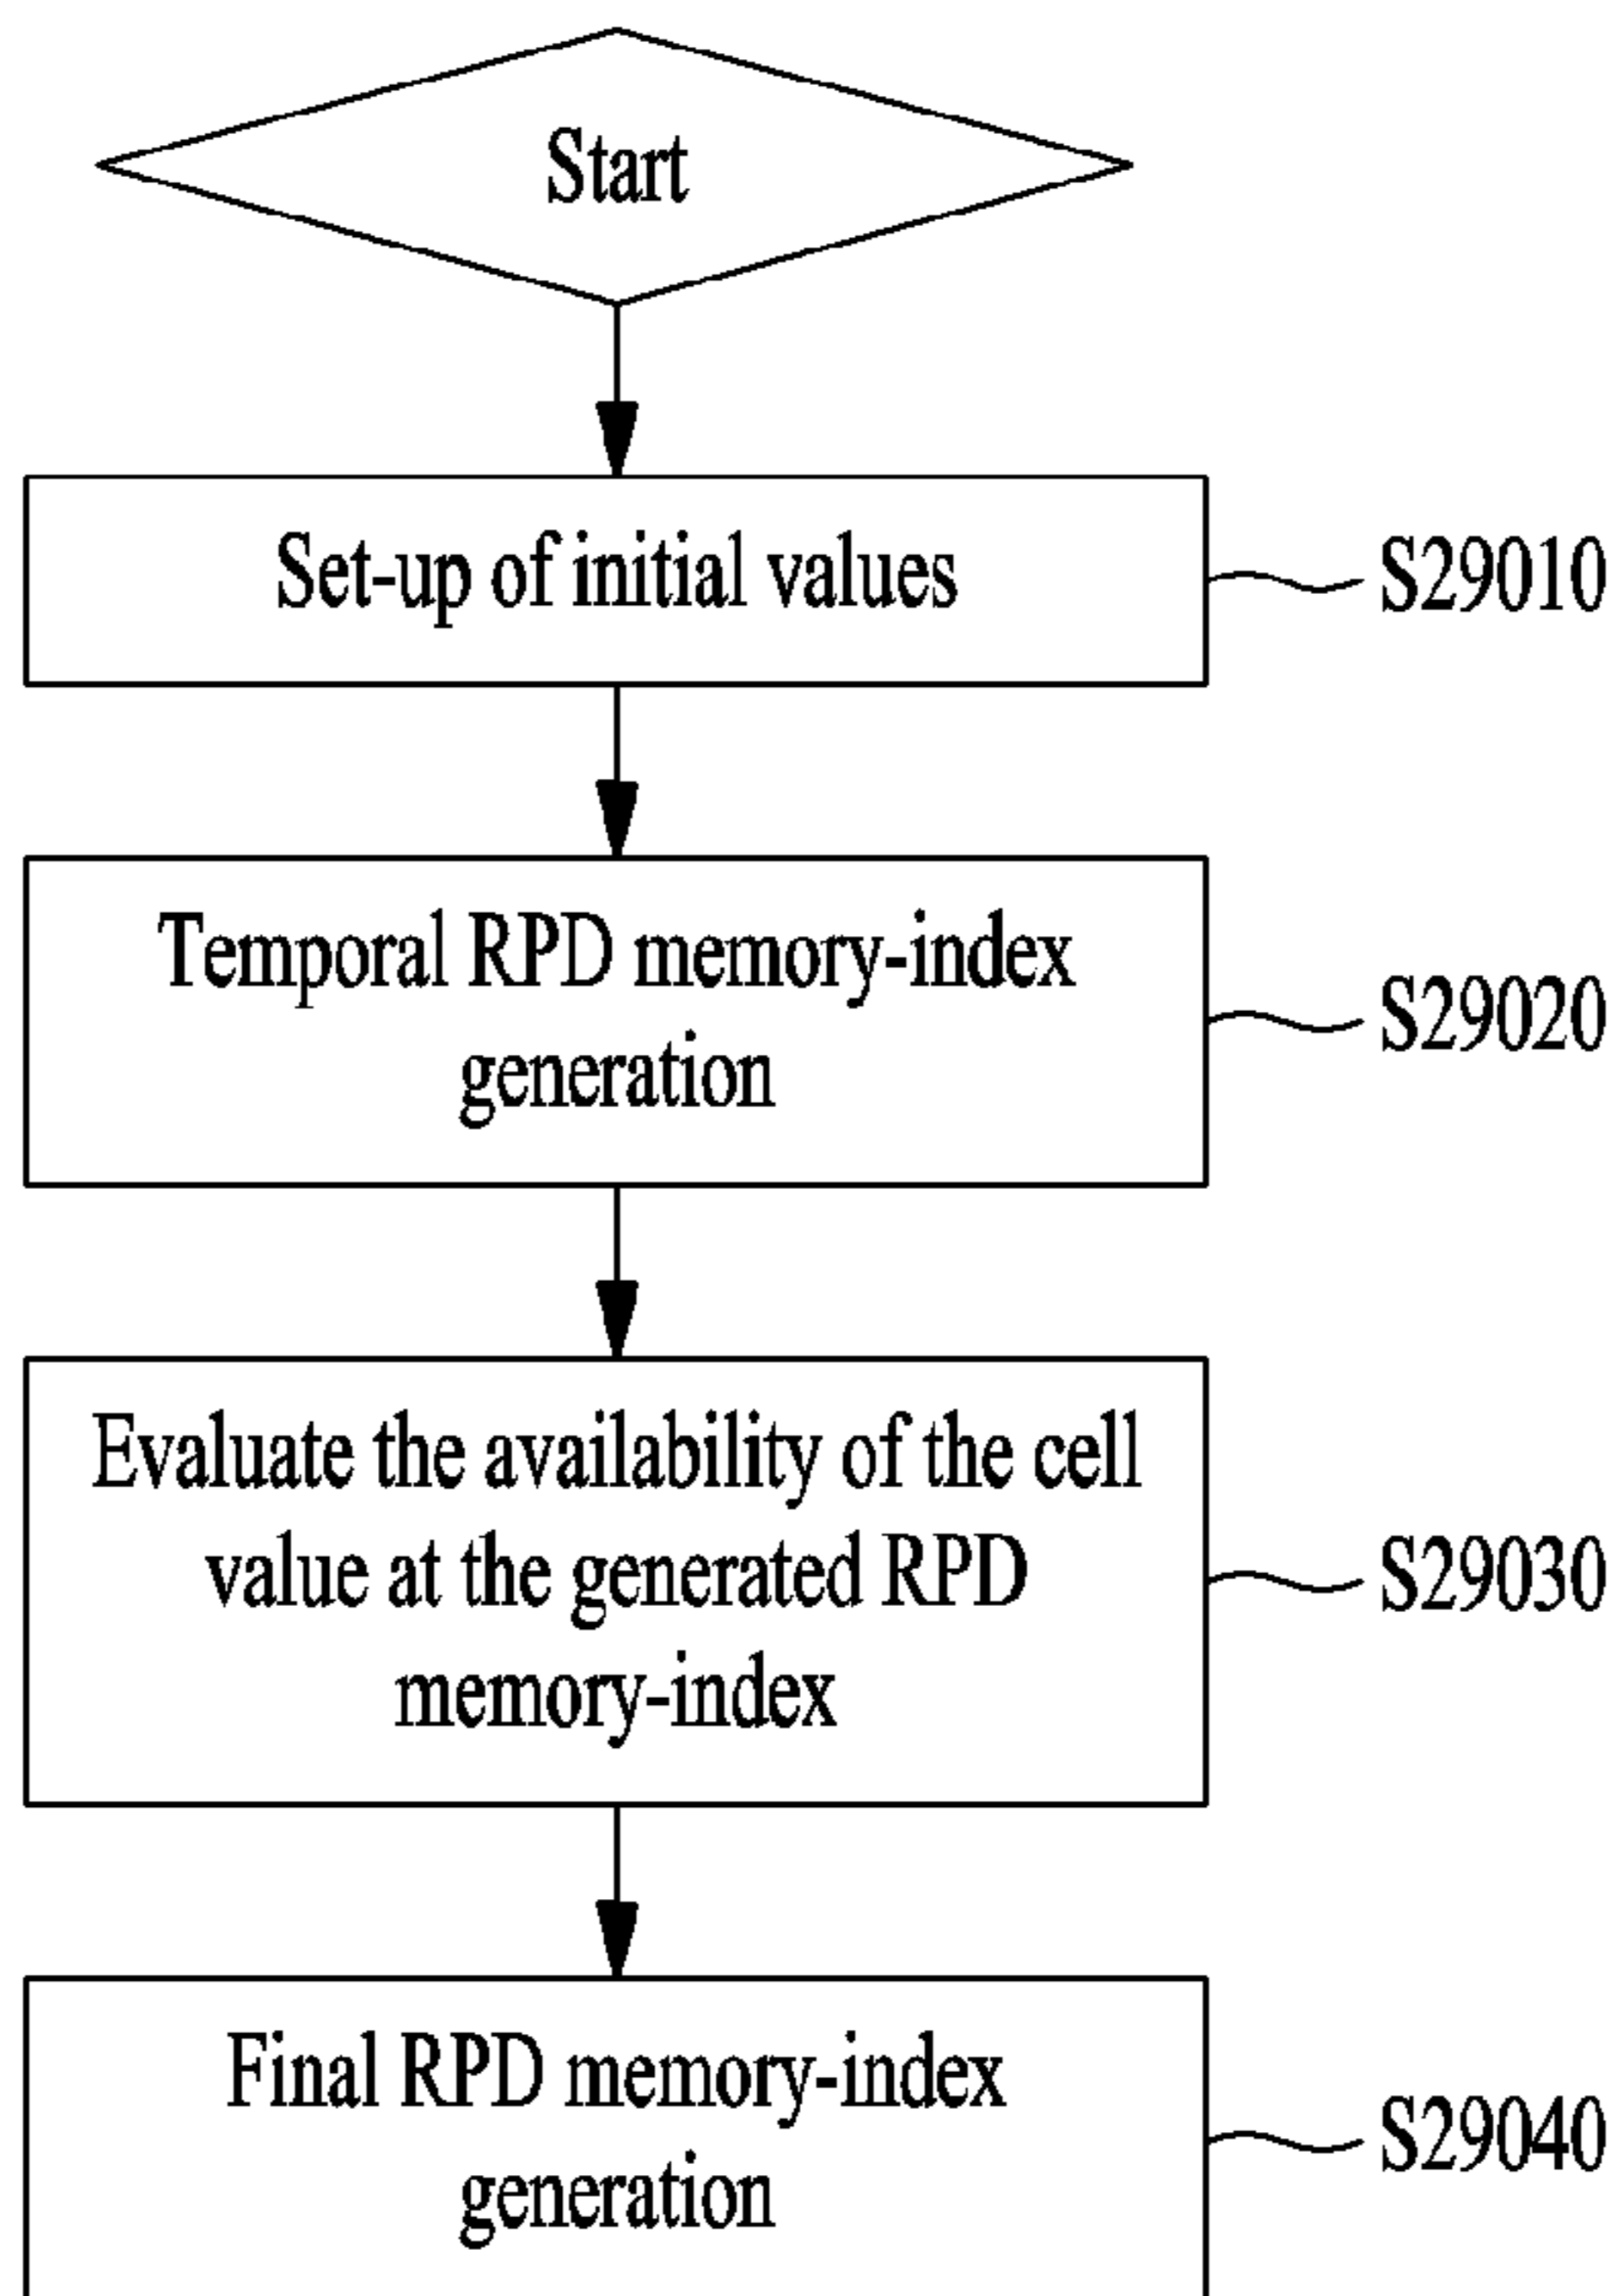 Start
Set-up of initial values
S29010
Temporal RPD memory-index
generation
S29020
Evaluate the availability of the cell
value at the generated RPD
memory-index
S29030
Final RPD memory-index
generation
S29040